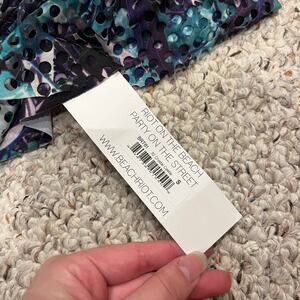 RIOT ON THE BEACH
PARTY ON THE STREET
S
WWW.BEACHRIOT.COM